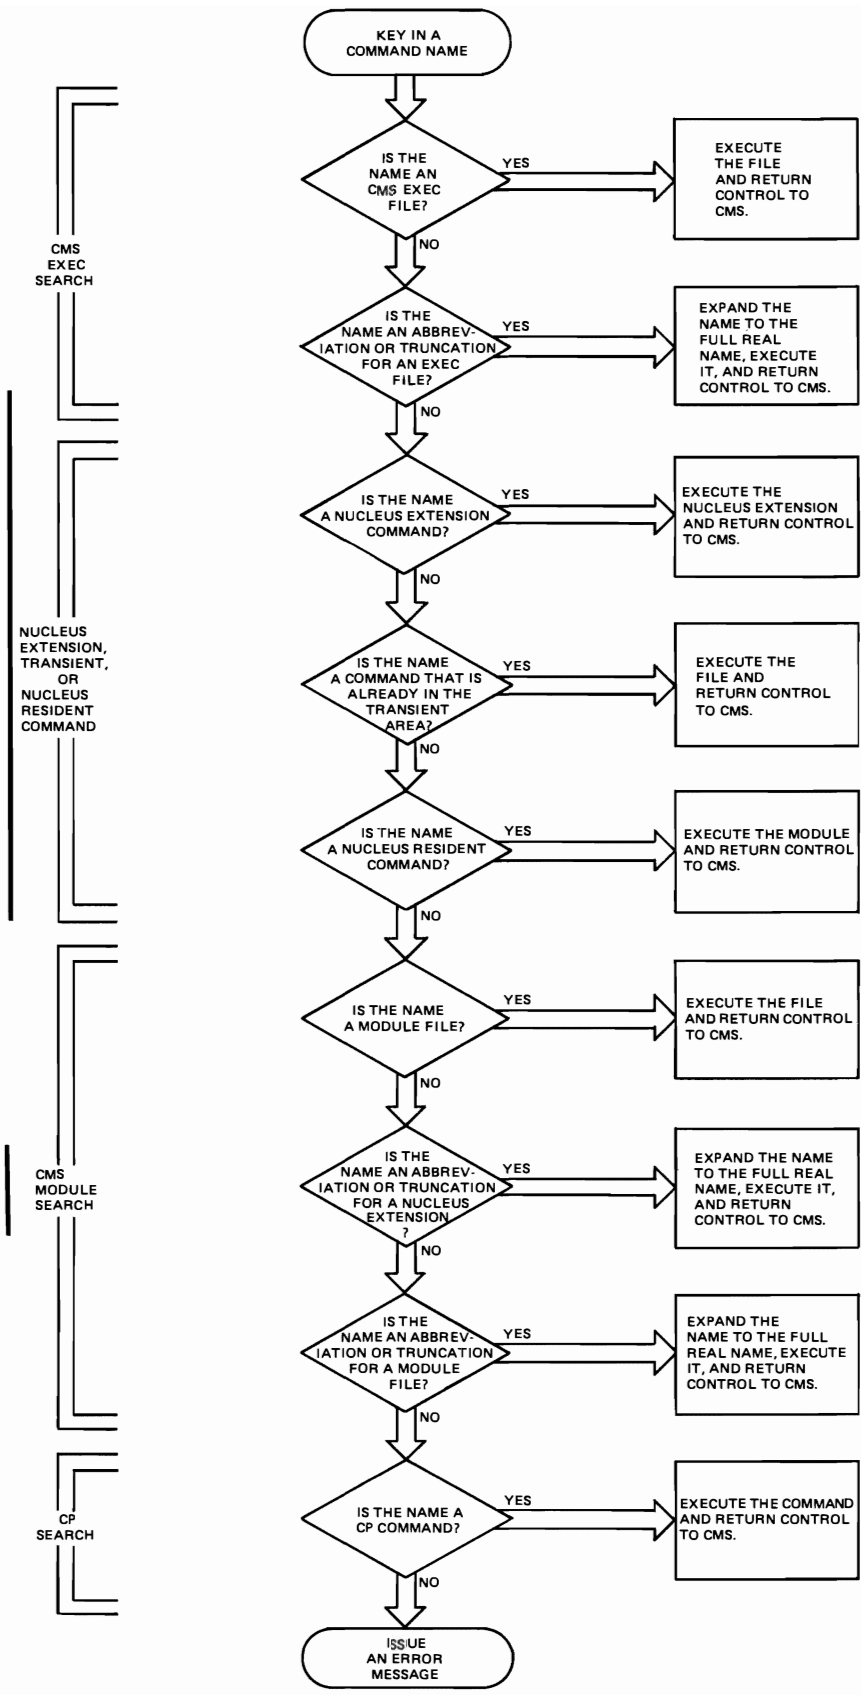 KEY IN A
COMMAND NAME
CMS
EXEC
SEARCH
IS THE
NAME AN
CMS EXEC
FILE?
YES
EXECUTE
THE FILE
AND RETURN
CONTROL TO
CMS.
NO
IS THE
NAME AN ABBREV-
IATION OR TRUNCATION
FOR AN EXEC
FILE?
YES
EXPAND THE
NAME TO THE
FULL REAL
NAME, EXECUTE
IT, AND RETURN
CONTROL TO CMS.
NO
NUCLEUS
EXTENSION,
TRANSIENT,
OR
NUCLEUS
RESIDENT
COMMAND
IS THE NAME
A NUCLEUS EXTENSION
COMMAND?
YES
EXECUTE THE
NUCLEUS EXTENSION
AND RETURN CONTROL
TO CMS.
NO
IS THE NAME
A COMMAND THAT IS
ALREADY IN THE
TRANSIENT
AREA?
YES
EXECUTE THE
FILE AND
RETURN CONTROL
TO CMS.
NO
IS THE NAME
A NUCLEUS RESIDENT
COMMAND?
YES
EXECUTE THE MODULE
AND RETURN CONTROL
TO CMS.
NO
CMS
MODULE
SEARCH
IS THE NAME
A MODULE FILE?
YES
EXECUTE THE FILE
AND RETURN CONTROL
TO CMS.
NO
IS THE
NAME AN ABBREV-
IATION OR TRUNCATION
FOR A NUCLEUS
EXTENSION
?
YES
EXPAND THE NAME
TO THE FULL REAL
NAME, EXECUTE IT,
AND RETURN
CONTROL TO CMS.
NO
IS THE
NAME AN ABBREV-
IATION OR TRUNCATION
FOR A MODULE
FILE?
YES
EXPAND THE
NAME TO THE FULL
REAL NAME, EXECUTE
IT, AND RETURN
CONTROL TO CMS.
NO
CP
SEARCH
IS THE NAME A
CP COMMAND?
YES
EXECUTE THE COMMAND
AND RETURN CONTROL
TO CMS.
NO
ISSUE
AN ERROR
MESSAGE